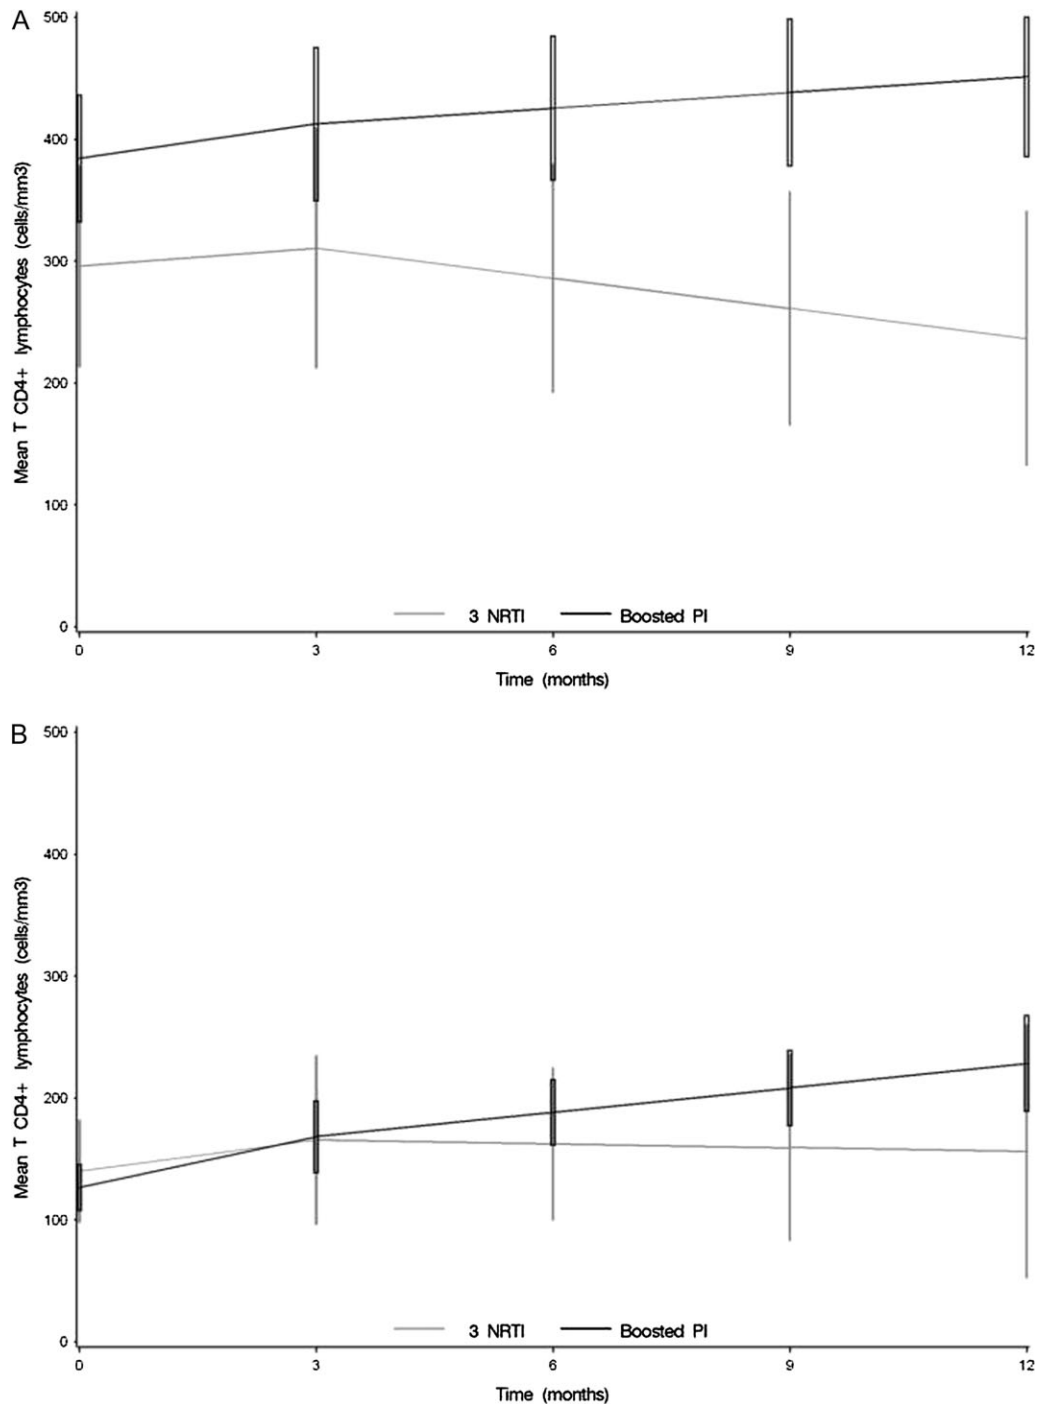 A
500
400
300
200
100
0
Mean T CD4+ lymphocytes (cells/mm3)
3 NRTI Boosted PI
0 3 6 9 12
Time (months)
B
500
400
300
200
100
0
Mean T CD4+ lymphocytes (cells/mm3)
3 NRTI Boosted PI
0 3 6 9 12
Time (months)